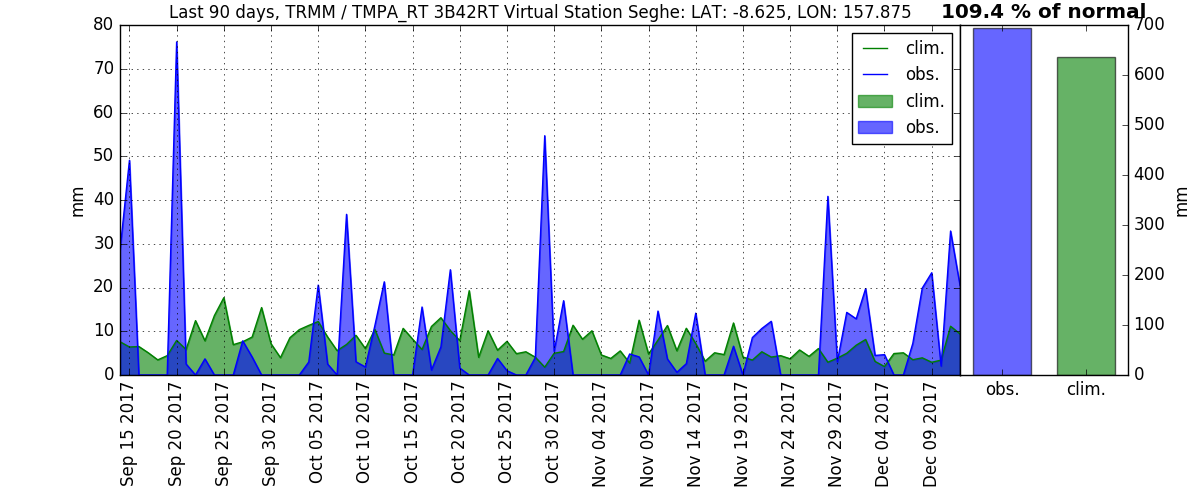 Last 90 days, TRMM / TMPA_RT 3B42RT Virtual Station Seghe: LAT: -8.625, LON: 157.875
109.4 % of normal
80
70
60
50
40
30
20
10
0
mm
clim.
obs.
clim.
obs.
700
600
500
400
300
200
100
0
mm
Sep 15 2017
Sep 20 2017
Sep 25 2017
Sep 30 2017
Oct 05 2017
Oct 10 2017
Oct 15 2017
Oct 20 2017
Oct 25 2017
Oct 30 2017
Nov 04 2017
Nov 09 2017
Nov 14 2017
Nov 19 2017
Nov 24 2017
Nov 29 2017
Dec 04 2017
Dec 09 2017
obs.
clim.